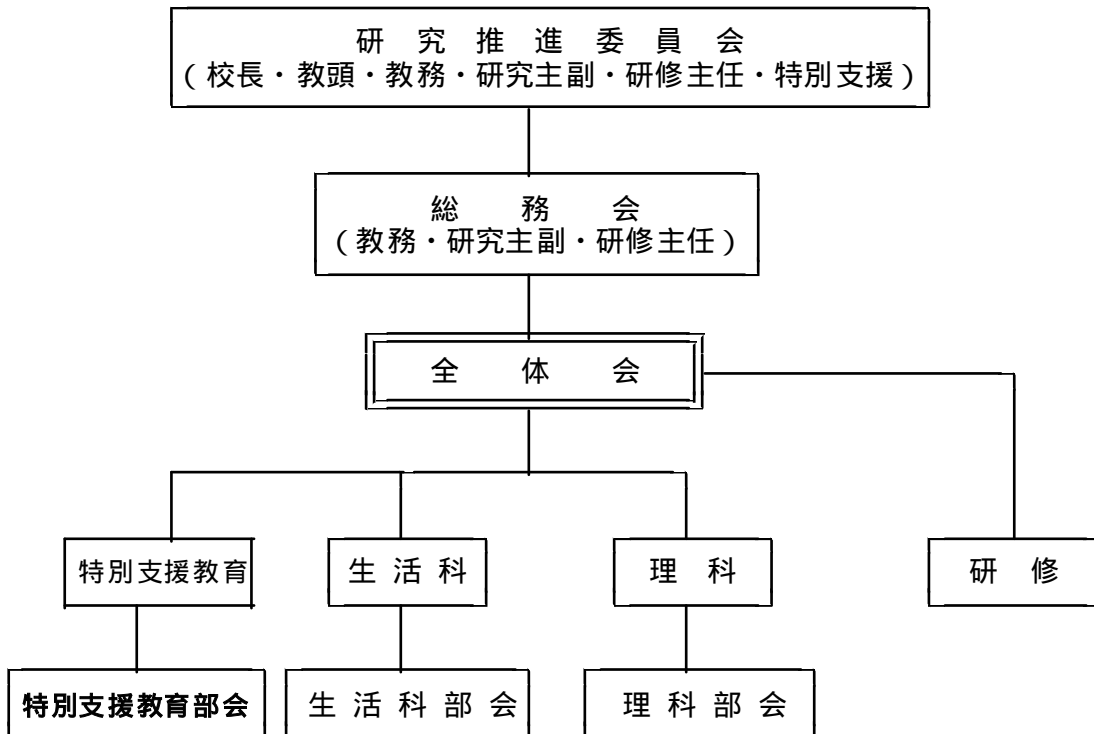 研究推進委員会
(校長・教頭・教務・研究主副・研修主任・特別支援)
総務会
(教務・研究主副・研修主任)
全体会
特別支援教育
生活科
理科
研修
特別支援教育部会
生活科部会
理科部会